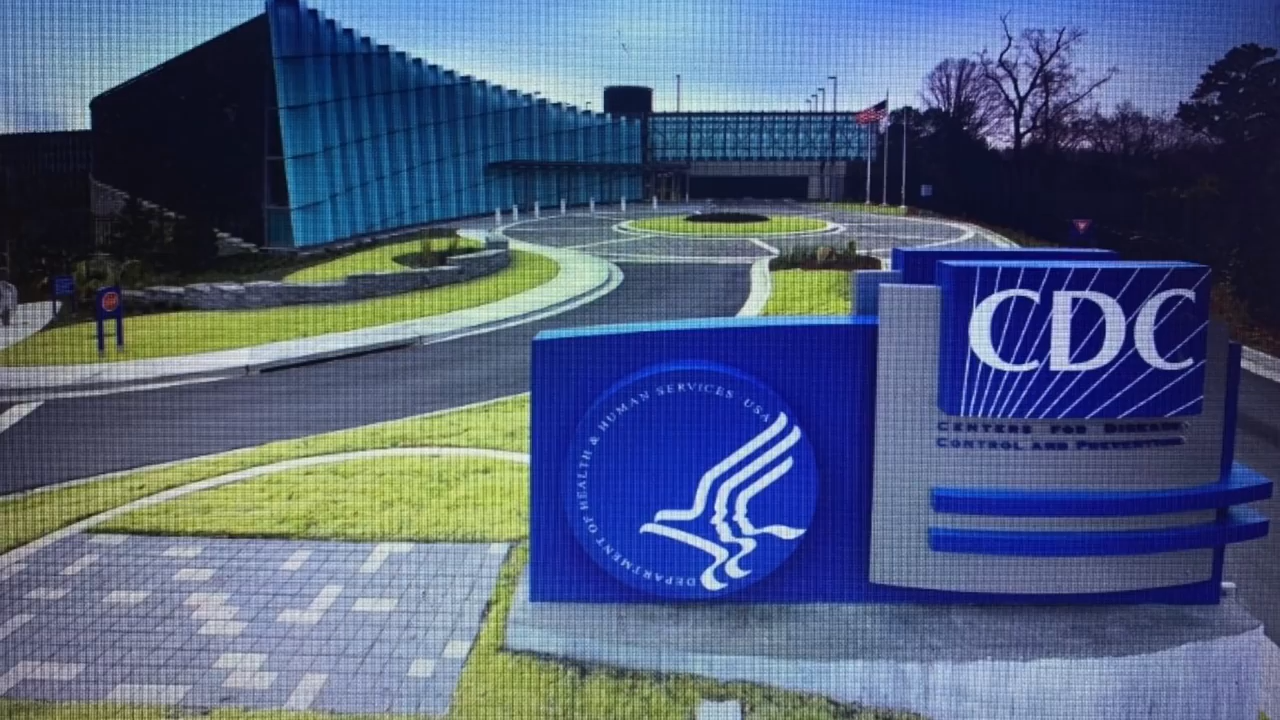 DEPARTMENT OF HEALTH & HUMAN SERVICES USA
CDC
CENTERS FOR DISEASE
CONTROL AND PREVENTION